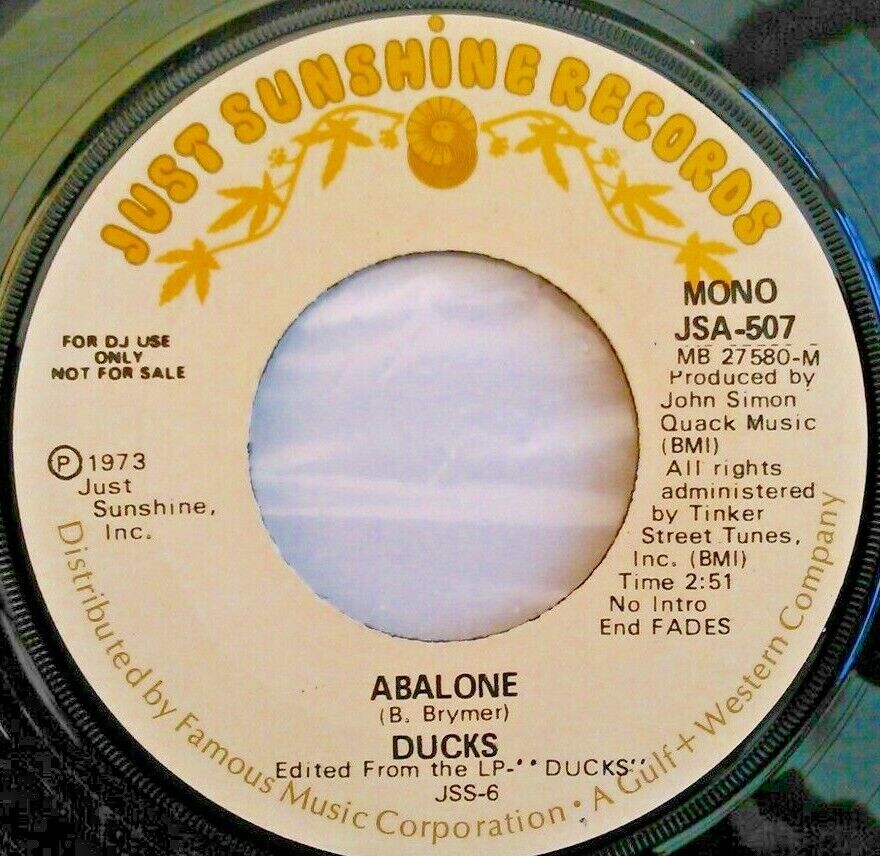 JUST SUNSHINE RECORDS
FOR DJ USE
ONLY
NOT FOR SALE
℗ 1973
Just
Sunshine,
Inc.
MONO
JSA-507
MB 27580-M
Produced by
John Simon
Quack Music
(BMI)
All rights
administered
by Tinker
Street Tunes,
Inc. (BMI)
Time 2:51
No Intro
End FADES
ABALONE
(B. Brymer)
DUCKS
Edited From the LP-"DUCKS"
JSS-6
Distributed by Famous Music Corporation • A Gulf + Western Company